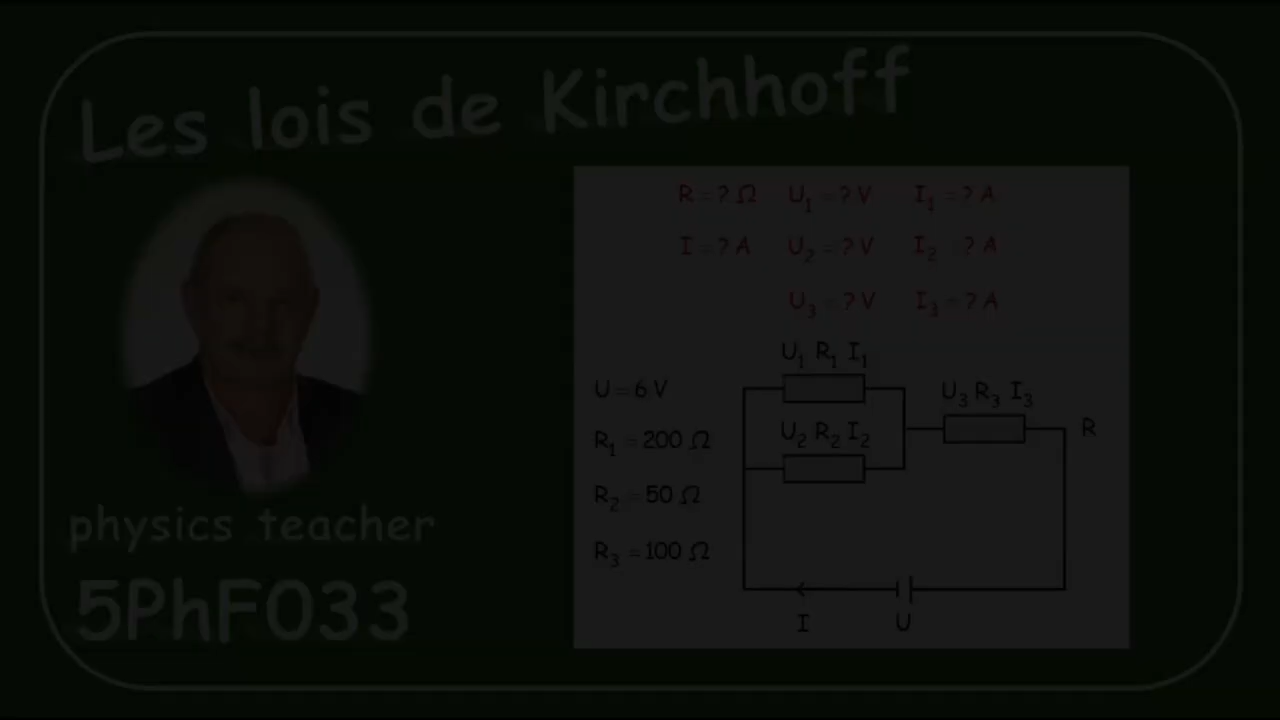 Les lois de Kirchhoff
R = ? Ω U₁ = ? V I₁ = ? A
I = ? A U₂ = ? V I₂ = ? A
U₃ = ? V I₃ = ? A
U₁ R₁ I₁
U = 6 V
U₃ R₃ I₃
R
R₁ = 200 Ω
U₂ R₂ I₂
R₂ = 50 Ω
R₃ = 100 Ω
I
U
physics teacher
5PhF033